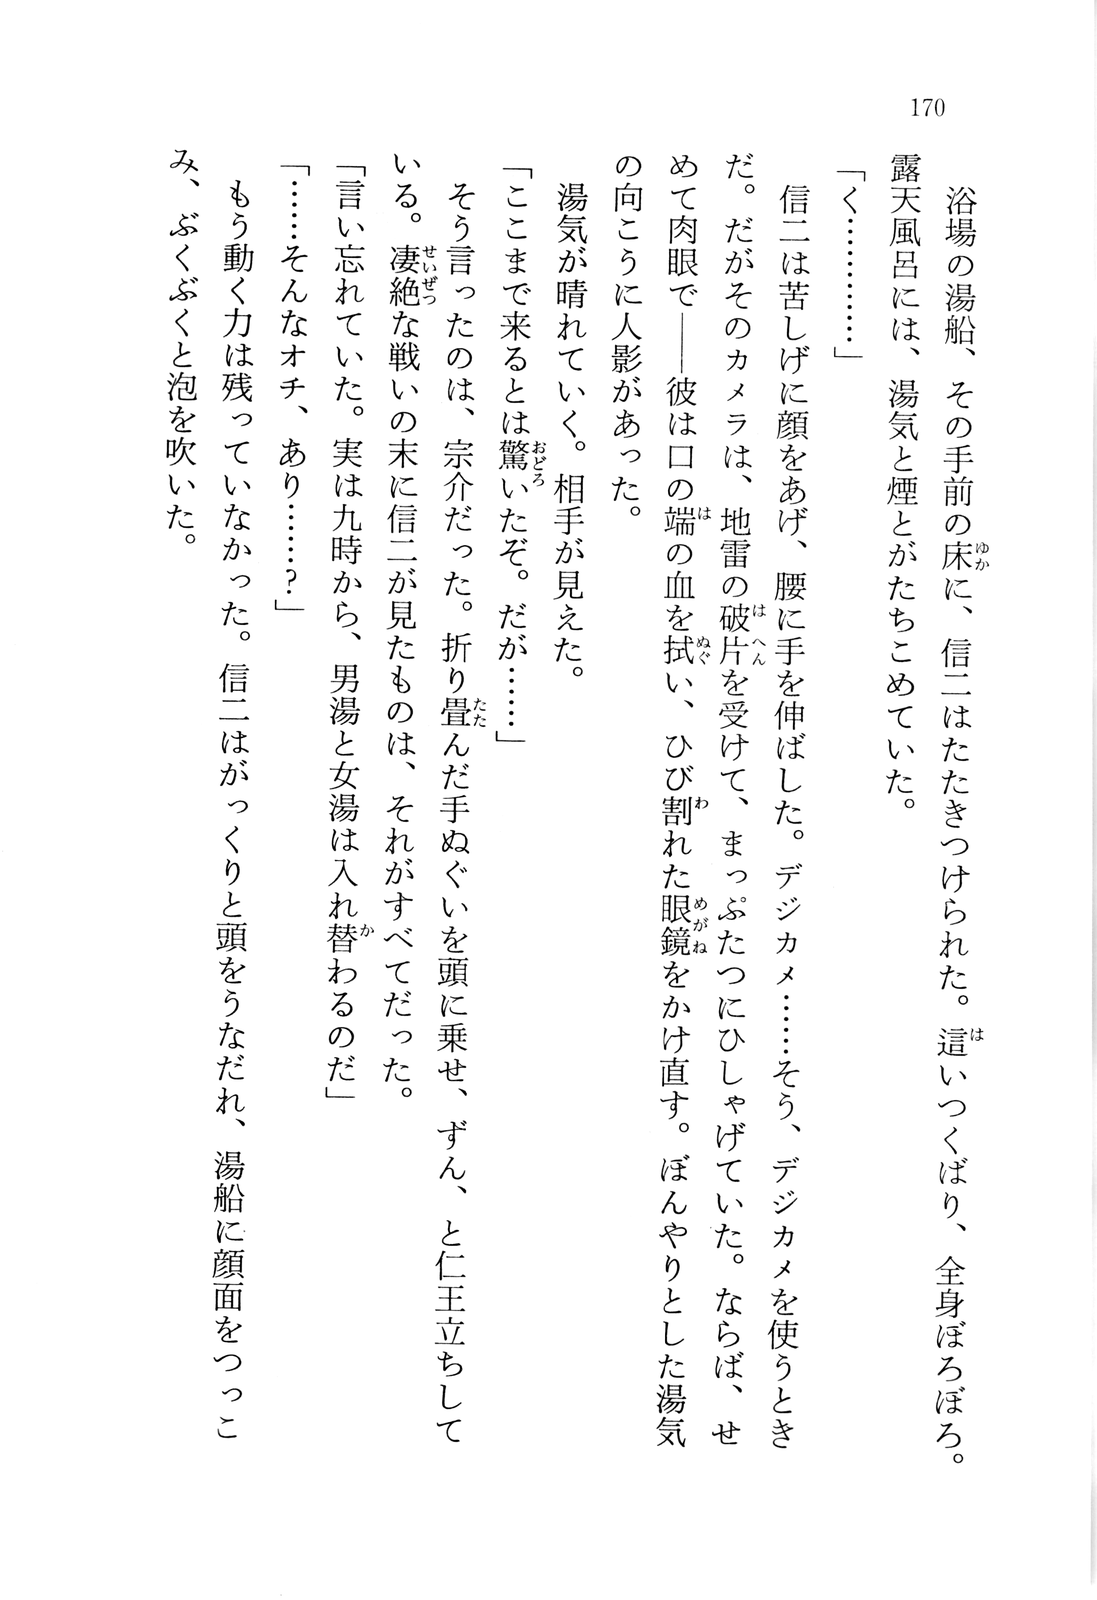 170
　浴場の湯船、その手前の床に、信二はたたきつけられた。這いつくばり、全身ぼろぼろ。
露天風呂には、湯気と煙とがたちこめていた。
「く…………」
　信二は苦しげに顔をあげ、腰に手を伸ばした。デジカメ……そう、デジカメを使うとき
だ。だがそのカメラは、地雷の破片を受けて、まっぷたつにひしゃげていた。ならば、せ
めて肉眼で――彼は口の端の血を拭い、ひび割れた眼鏡をかけ直す。ぼんやりとした湯気
の向こうに人影があった。
　湯気が晴れていく。相手が見えた。
「ここまで来るとは驚いたぞ。だが……」
　そう言ったのは、宗介だった。折り畳んだ手ぬぐいを頭に乗せ、ずん、と仁王立ちして
いる。凄絶な戦いの末に信二が見たものは、それがすべてだった。
「言い忘れていた。実は九時から、男湯と女湯は入れ替わるのだ」
「……そんなオチ、あり……?」
　もう動く力は残っていなかった。信二はがっくりと頭をうなだれ、湯船に顔面をつっこ
み、ぶくぶくと泡を吹いた。